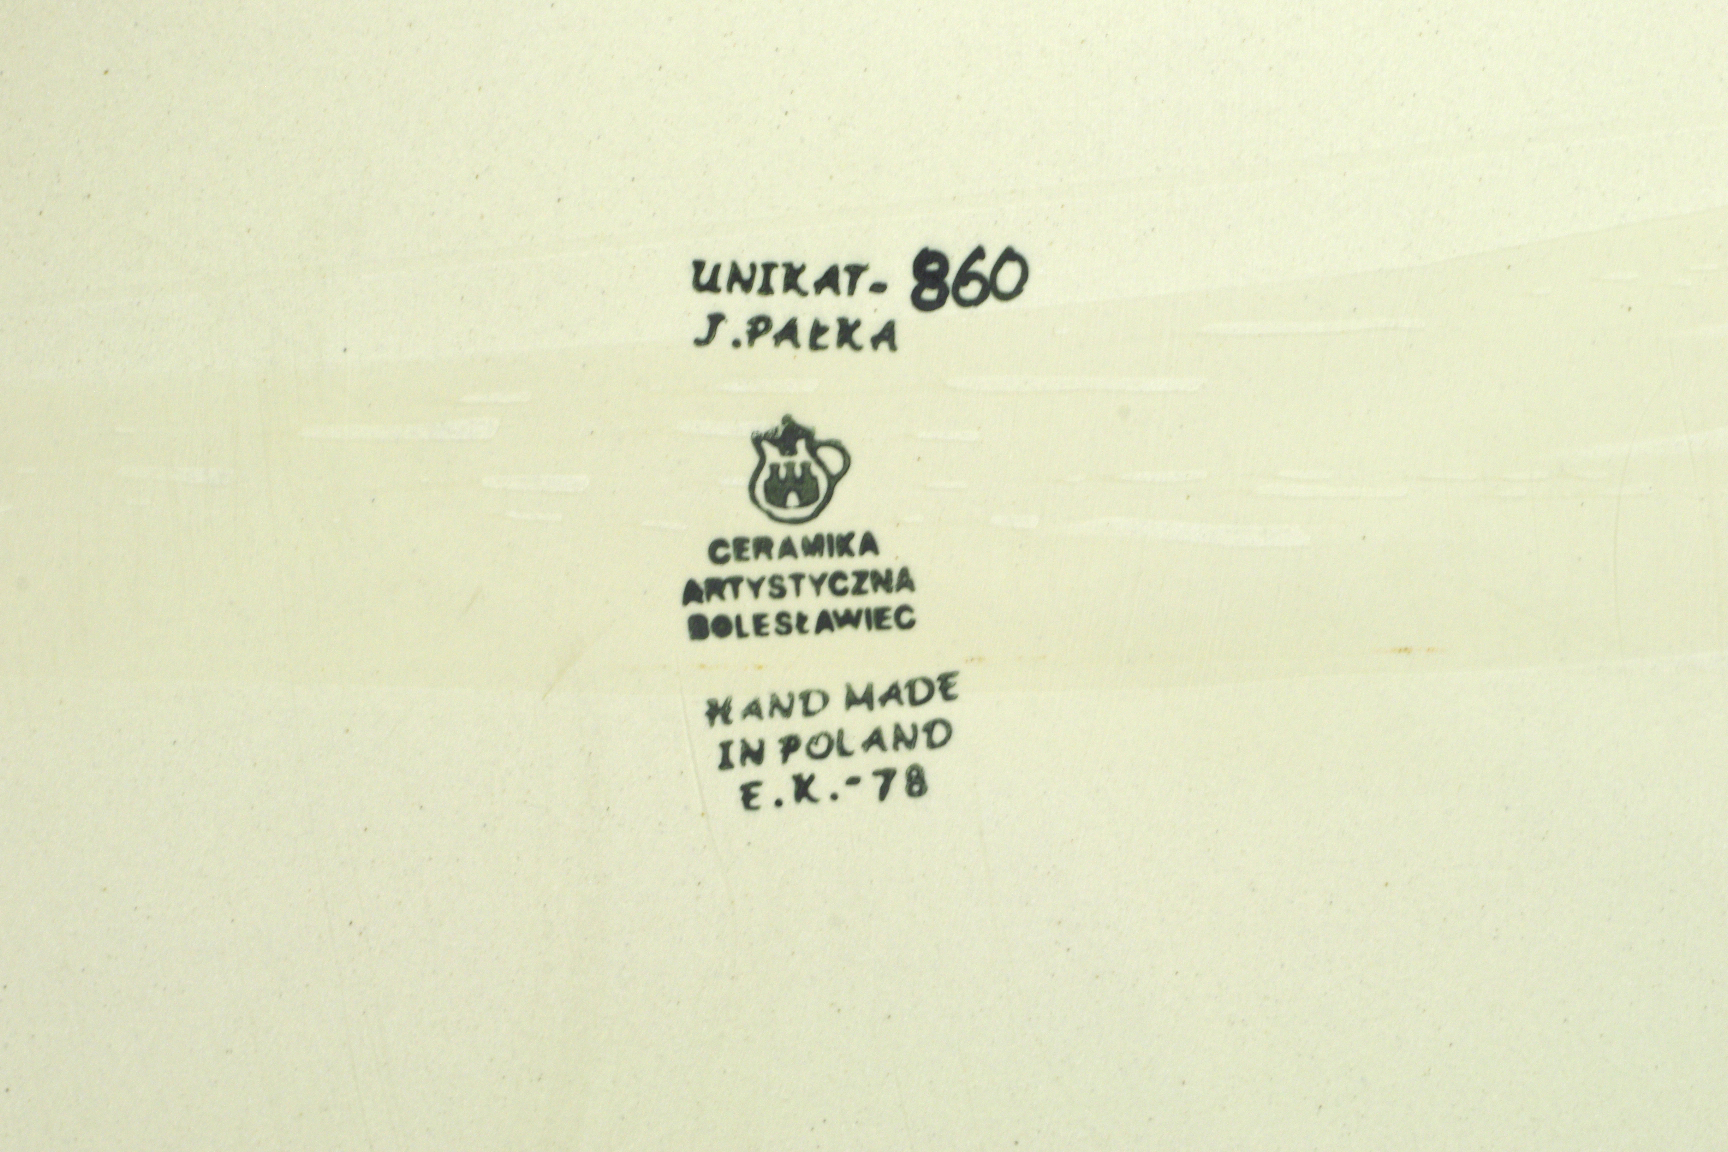 UNIKAT- 860
J. PAŁKA
CERAMIKA
ARTYSTYCZNA
BOLESŁAWIEC
HAND MADE
IN POLAND
E.K.-78